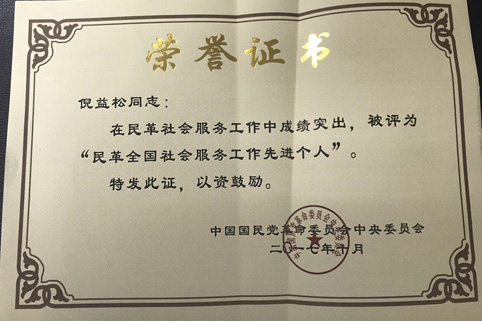 荣誉证书
倪益松同志：
在民革社会服务工作中成绩突出，被评为
“民革全国社会服务工作先进个人”。
特发此证，以资鼓励。
中国国民党革命委员会中央委员会
二〇一七年十月